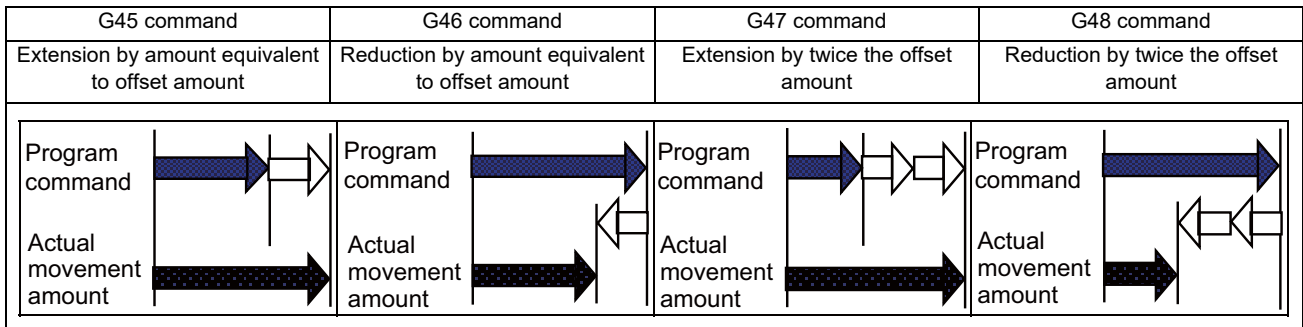 G45 command
G46 command
G47 command
G48 command
Extension by amount equivalent
to offset amount
Reduction by amount equivalent
to offset amount
Extension by twice the offset
amount
Reduction by twice the offset
amount
Program
command
Actual
movement
amount
Program
command
Actual
movement
amount
Program
command
Actual
movement
amount
Program
command
Actual
movement
amount